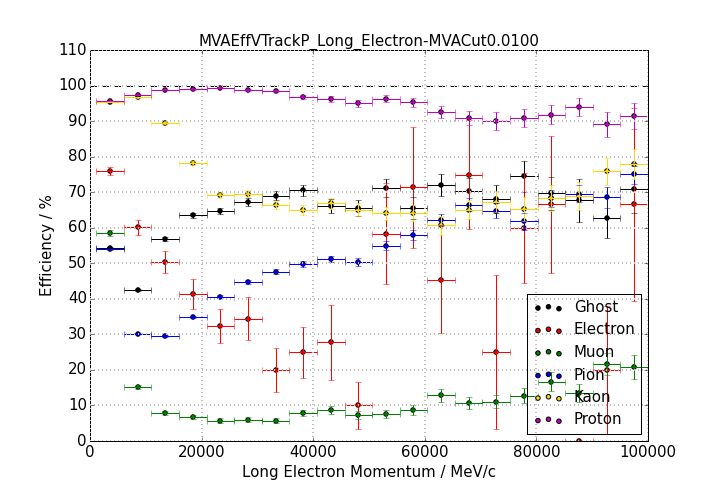 MVAEffVTrackP_Long_Electron-MVACut0.0100
110
100
90
80
70
60
50
40
30
20
10
0
Efficiency / %
Ghost
Electron
Muon
Pion
Kaon
Proton
0 20000 40000 60000 80000 100000
Long Electron Momentum / MeV/c